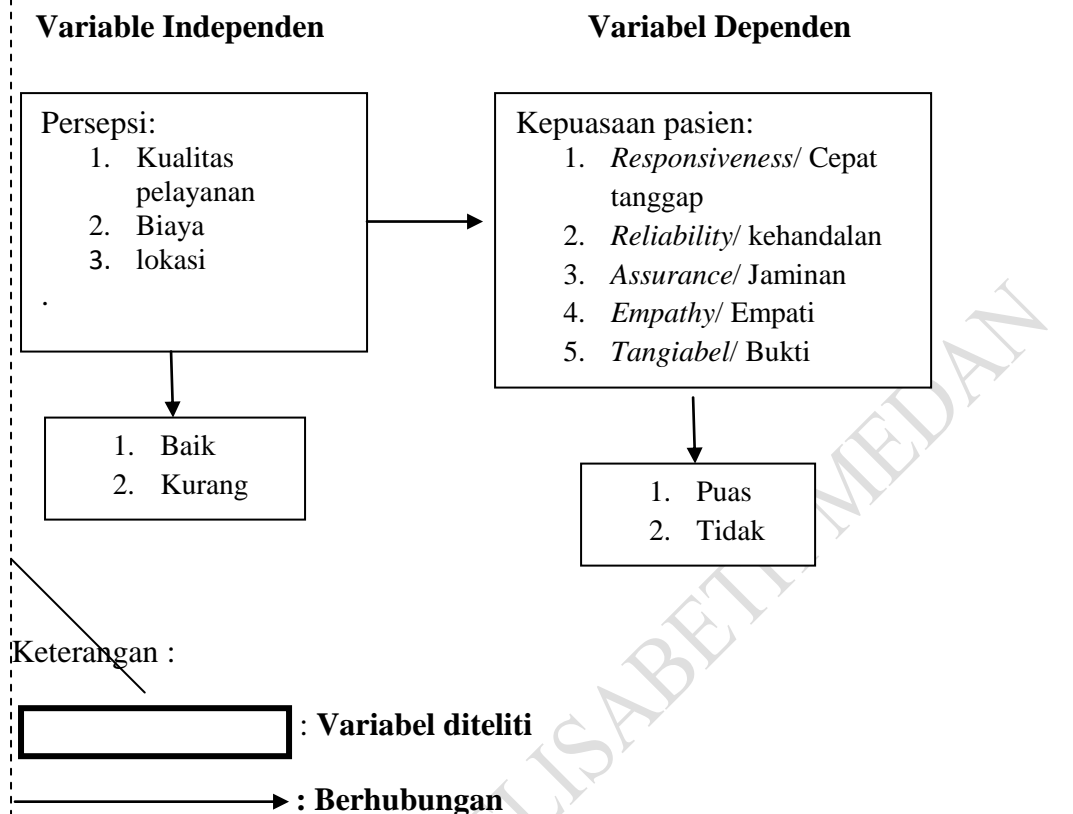 Variable Independen
Variabel Dependen
Persepsi:
1. Kualitas
pelayanan
2. Biaya
3. lokasi
.
Kepuasaan pasien:
1. Responsiveness/ Cepat
tanggap
2. Reliability/ kehandalan
3. Assurance/ Jaminan
4. Empathy/ Empati
5. Tangiabel/ Bukti
1. Baik
2. Kurang
1. Puas
2. Tidak
Keterangan :
: Variabel diteliti
: Berhubungan